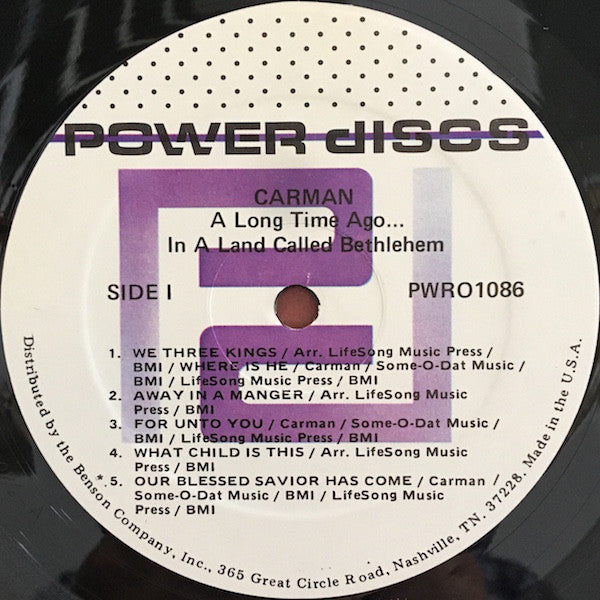 POWER dISCS
CARMAN
A Long Time Ago...
In A Land Called Bethlehem
SIDE I
PWRO1086
1. WE THREE KINGS / Arr. LifeSong Music Press /
BMI / WHERE IS HE / Carman / Some-O-Dat Music /
BMI / LifeSong Music Press / BMI
2. AWAY IN A MANGER / Arr. LifeSong Music
Press / BMI
3. FOR UNTO YOU / Carman / Some-O-Dat Music /
BMI / LifeSong Music Press / BMI
4. WHAT CHILD IS THIS / Arr. LifeSong Music
Press / BMI
*.5. OUR BLESSED SAVIOR HAS COME / Carman /
Some-O-Dat Music / BMI / LifeSong Music
Press / BMI
Distributed by the Benson Company, Inc., 365 Great Circle Road, Nashville, TN. 37228. Made in the U.S.A.